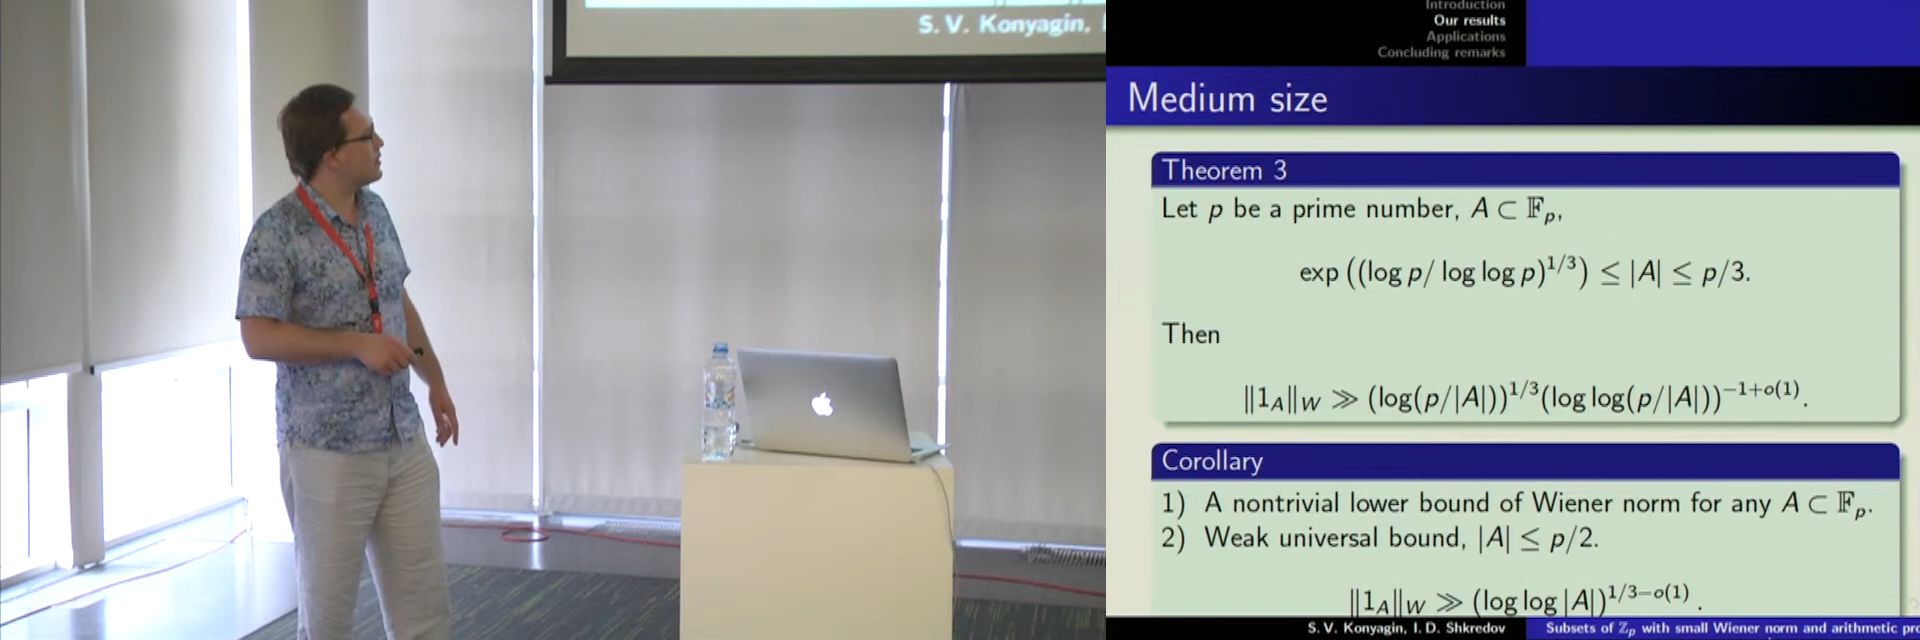 S. V. Konyagin,
Introduction
Our results
Applications
Concluding remarks
Medium size
Theorem 3
Let p be a prime number, A ⊂ 𝔽ₚ,
exp ((log p/ log log p)^{1/3}) ≤ |A| ≤ p/3.
Then
‖1_A‖_W ≫ (log(p/|A|))^{1/3}(log log(p/|A|))^{−1+o(1)}.
Corollary
1) A nontrivial lower bound of Wiener norm for any A ⊂ 𝔽ₚ.
2) Weak universal bound, |A| ≤ p/2.
‖1_A‖_W ≫ (log log |A|)^{1/3−o(1)}.
S. V. Konyagin, I. D. Shkredov Subsets of ℤₚ with small Wiener norm and arithmetic pro